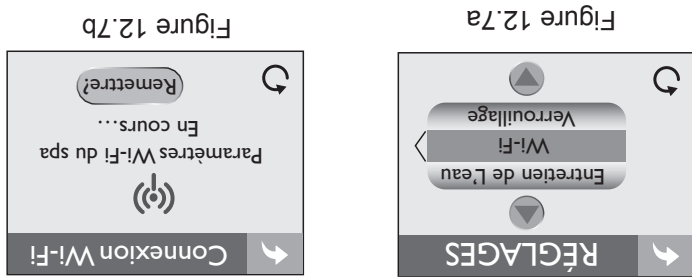 RÉGLAGES
Entretien de L'eau
Wi-Fi
Verrouillage
Figure 12.7a
Connexion Wi-Fi
Paramètres Wi-Fi du spa
En cours...
Remettre?
Figure 12.7b